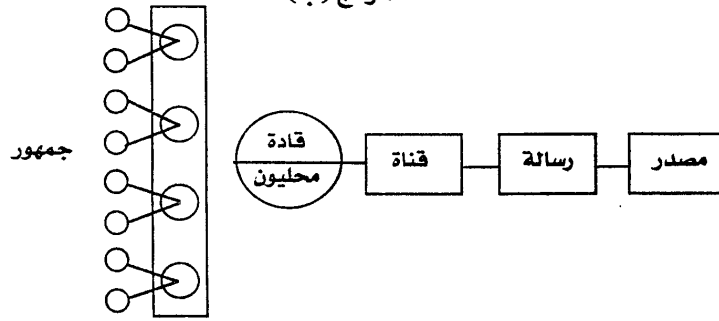 مصدر
رسالة
قناة
قادة
محليون
جمهور